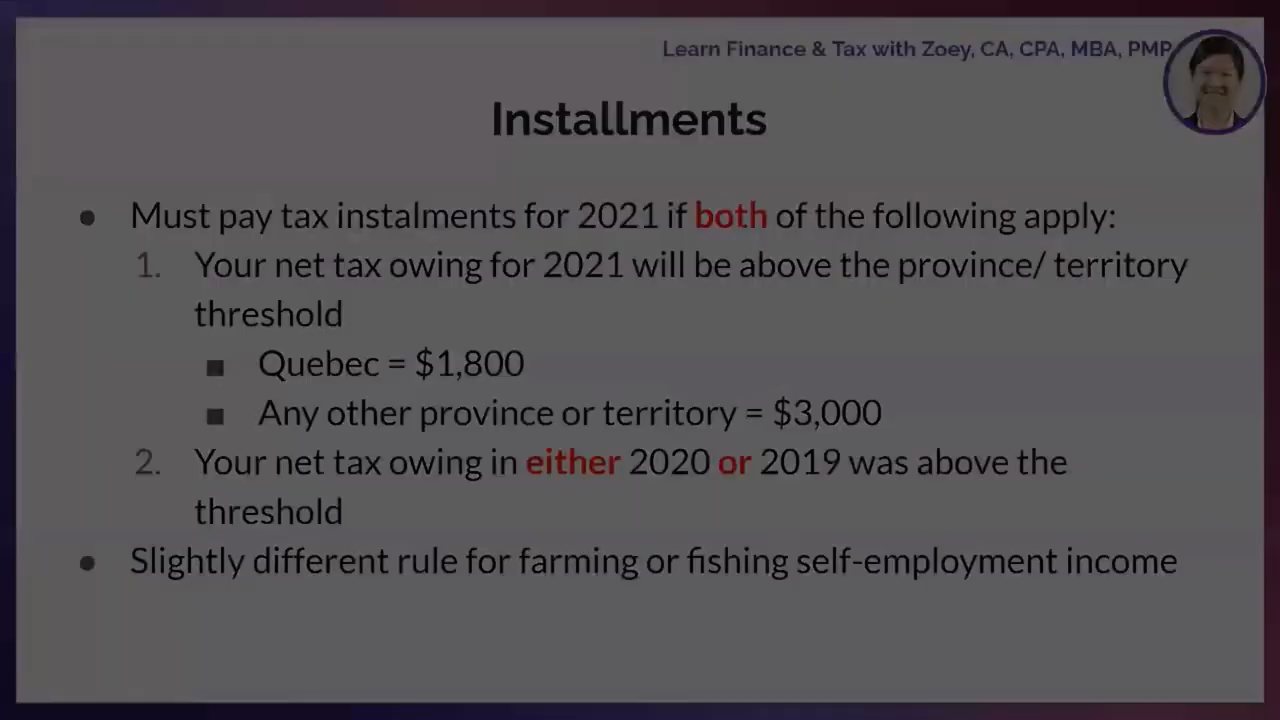 Learn Finance & Tax with Zoey, CA, CPA, MBA, PMP
Installments
● Must pay tax instalments for 2021 if both of the following apply:
1. Your net tax owing for 2021 will be above the province/ territory
threshold
■ Quebec = $1,800
■ Any other province or territory = $3,000
2. Your net tax owing in either 2020 or 2019 was above the
threshold
● Slightly different rule for farming or fishing self-employment income